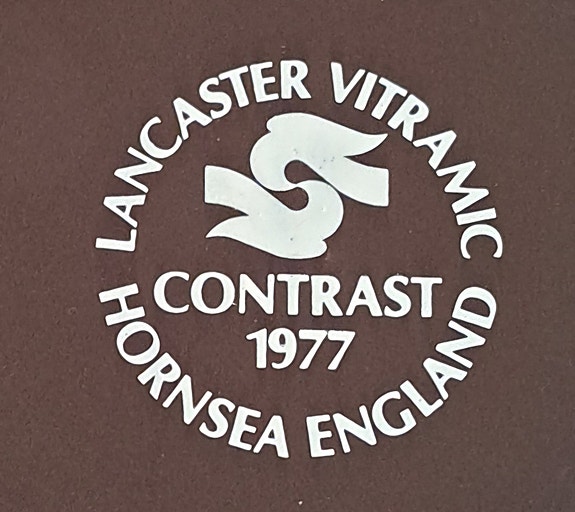 LANCASTER VITRAMIC
CONTRAST
1977
HORNSEA ENGLAND